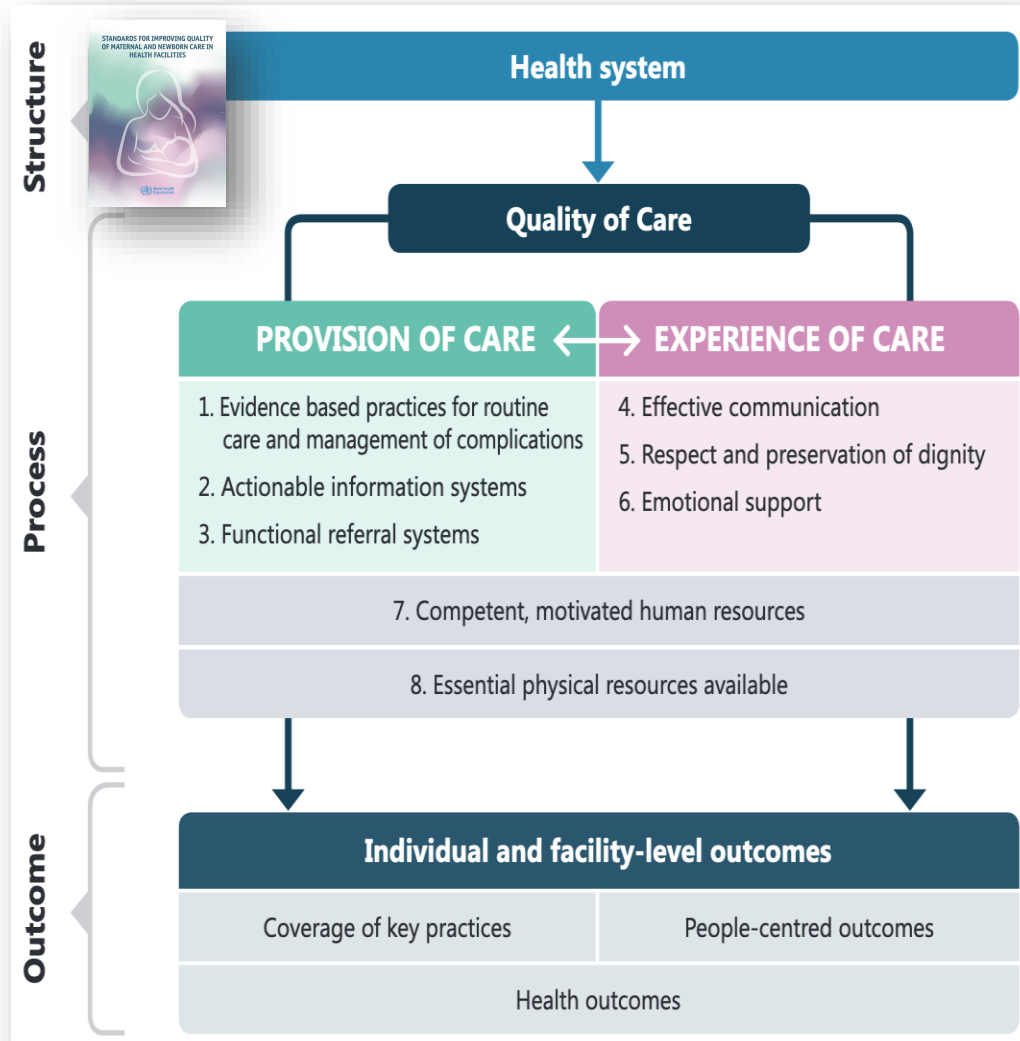 Structure
STANDARDS FOR IMPROVING QUALITY
OF MATERNAL AND NEWBORN CARE IN
HEALTH FACILITIES
World Health
Organization
Health system
Quality of Care
Process
PROVISION OF CARE
EXPERIENCE OF CARE
1. Evidence based practices for routine
care and management of complications
2. Actionable information systems
3. Functional referral systems
4. Effective communication
5. Respect and preservation of dignity
6. Emotional support
7. Competent, motivated human resources
8. Essential physical resources available
Outcome
Individual and facility-level outcomes
Coverage of key practices
People-centred outcomes
Health outcomes